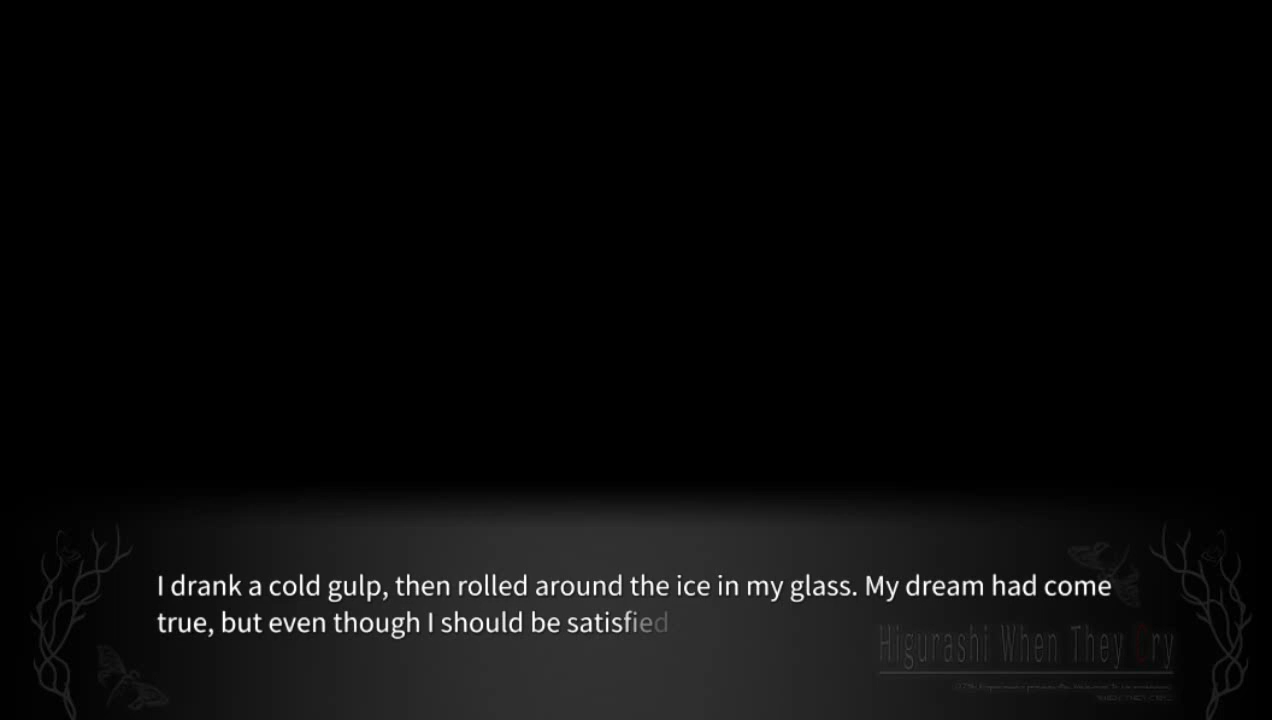 I drank a cold gulp, then rolled around the ice in my glass. My dream had come
true, but even though I should be satisfied
Higurashi When They Cry